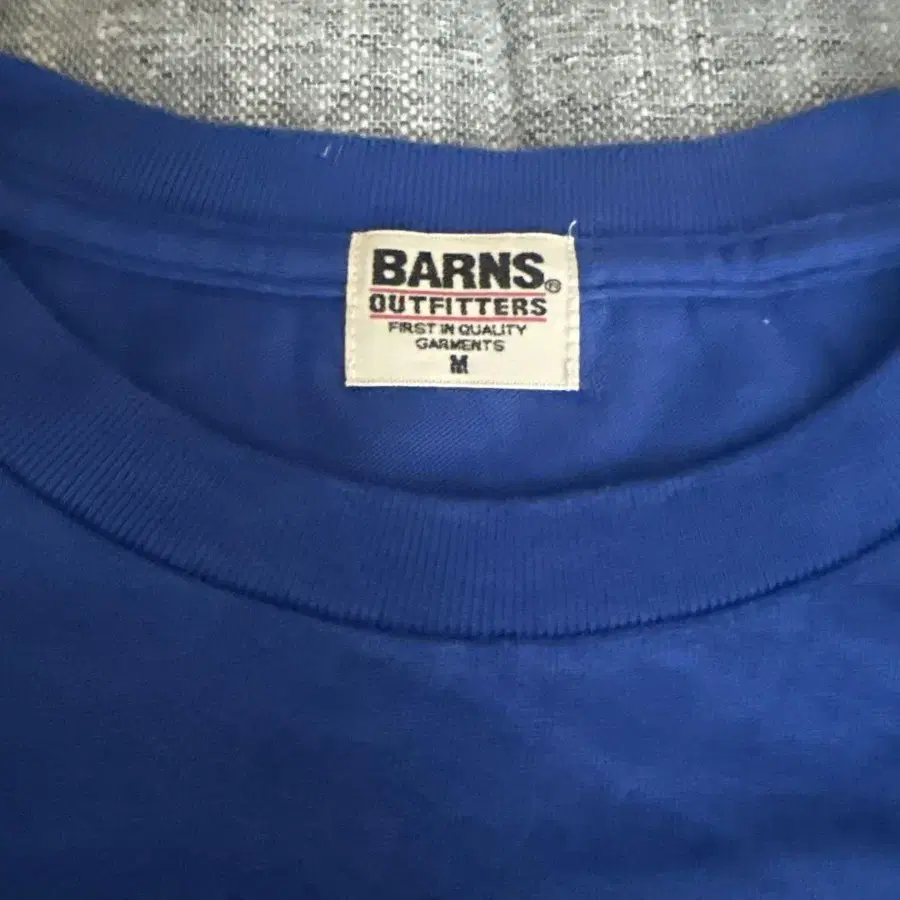 BARNS®
OUTFITTERS
FIRST IN QUALITY
GARMENTS
M